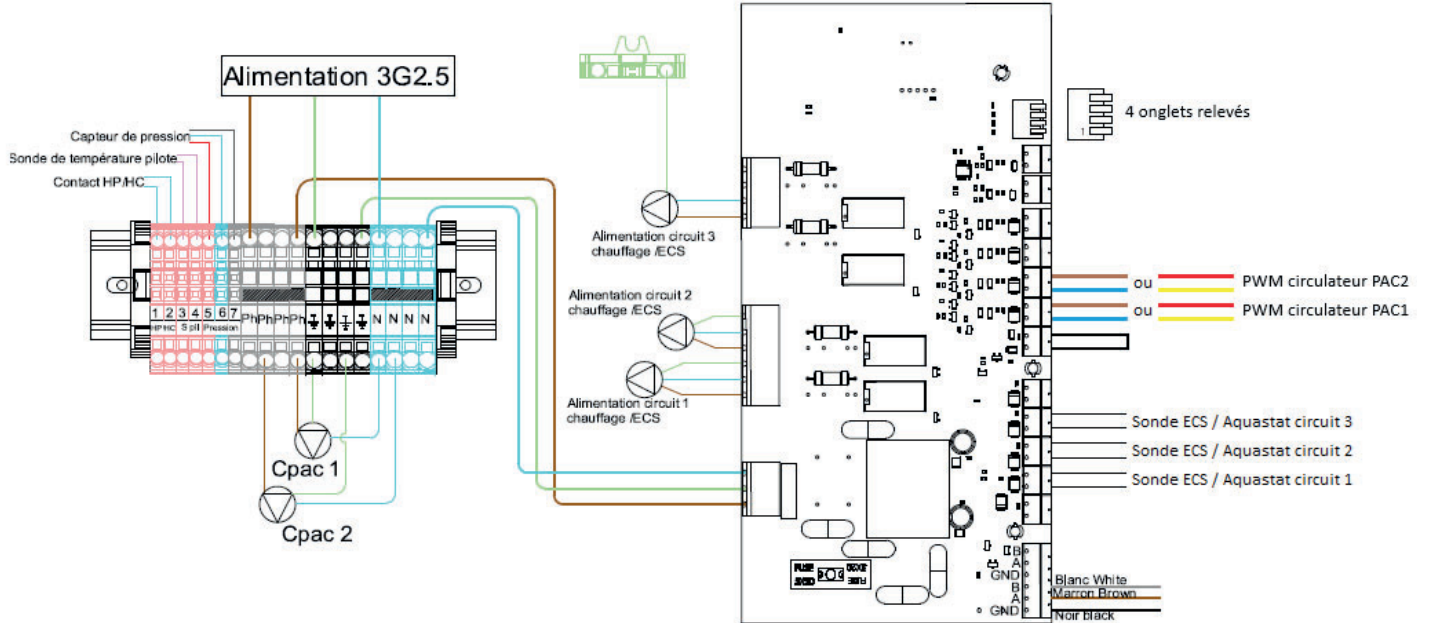 Alimentation 3G2.5
Capteur de pression
Sonde de température pilote
Contact HP/HC
1 2 3 4 5 6 7 Ph Ph Ph Ph N N N N
HP/HC S pil Pression
Cpac 1
Cpac 2
Alimentation circuit 3
chauffage /ECS
Alimentation circuit 2
chauffage /ECS
Alimentation circuit 1
chauffage /ECS
1
4 onglets relevés
ou PWM circulateur PAC2
ou PWM circulateur PAC1
Sonde ECS / Aquastat circuit 3
Sonde ECS / Aquastat circuit 2
Sonde ECS / Aquastat circuit 1
B
A
GND
B
A
GND
Blanc White
Marron Brown
Noir black